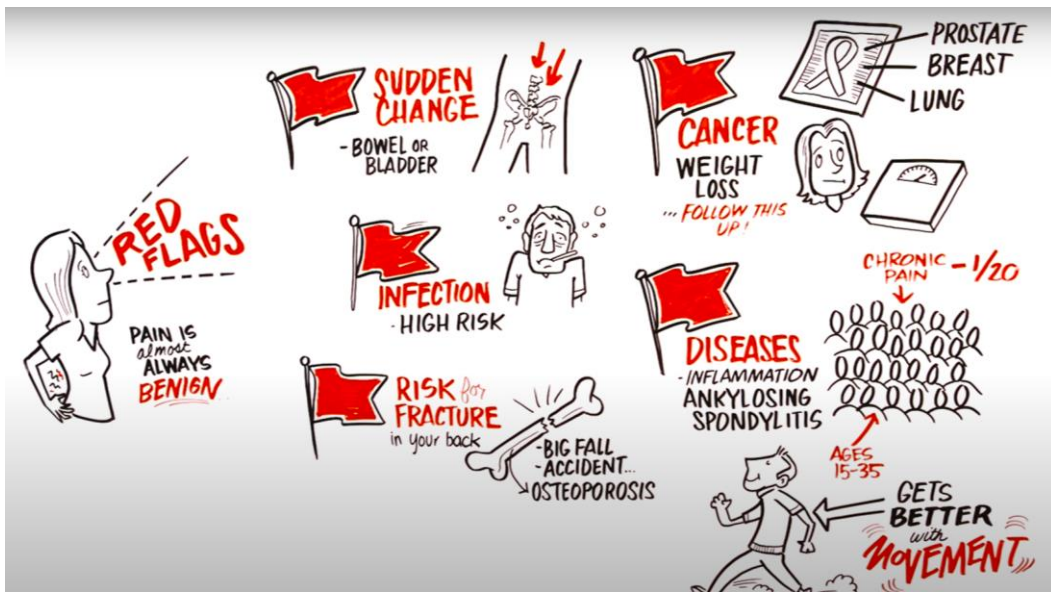 RED
FLAGS
PAIN IS
almost
ALWAYS
BENIGN
SUDDEN
CHANGE
-BOWEL OR
BLADDER
INFECTION
-HIGH RISK
RISK for
FRACTURE
in your back
-BIG FALL
-ACCIDENT...
OSTEOPOROSIS
CANCER
WEIGHT
LOSS
...FOLLOW THIS
UP!
PROSTATE
BREAST
LUNG
DISEASES
-INFLAMMATION
ANKYLOSING
SPONDYLITIS
CHRONIC
PAIN -1/20
AGES
15-35
GETS
BETTER
with
MOVEMENT